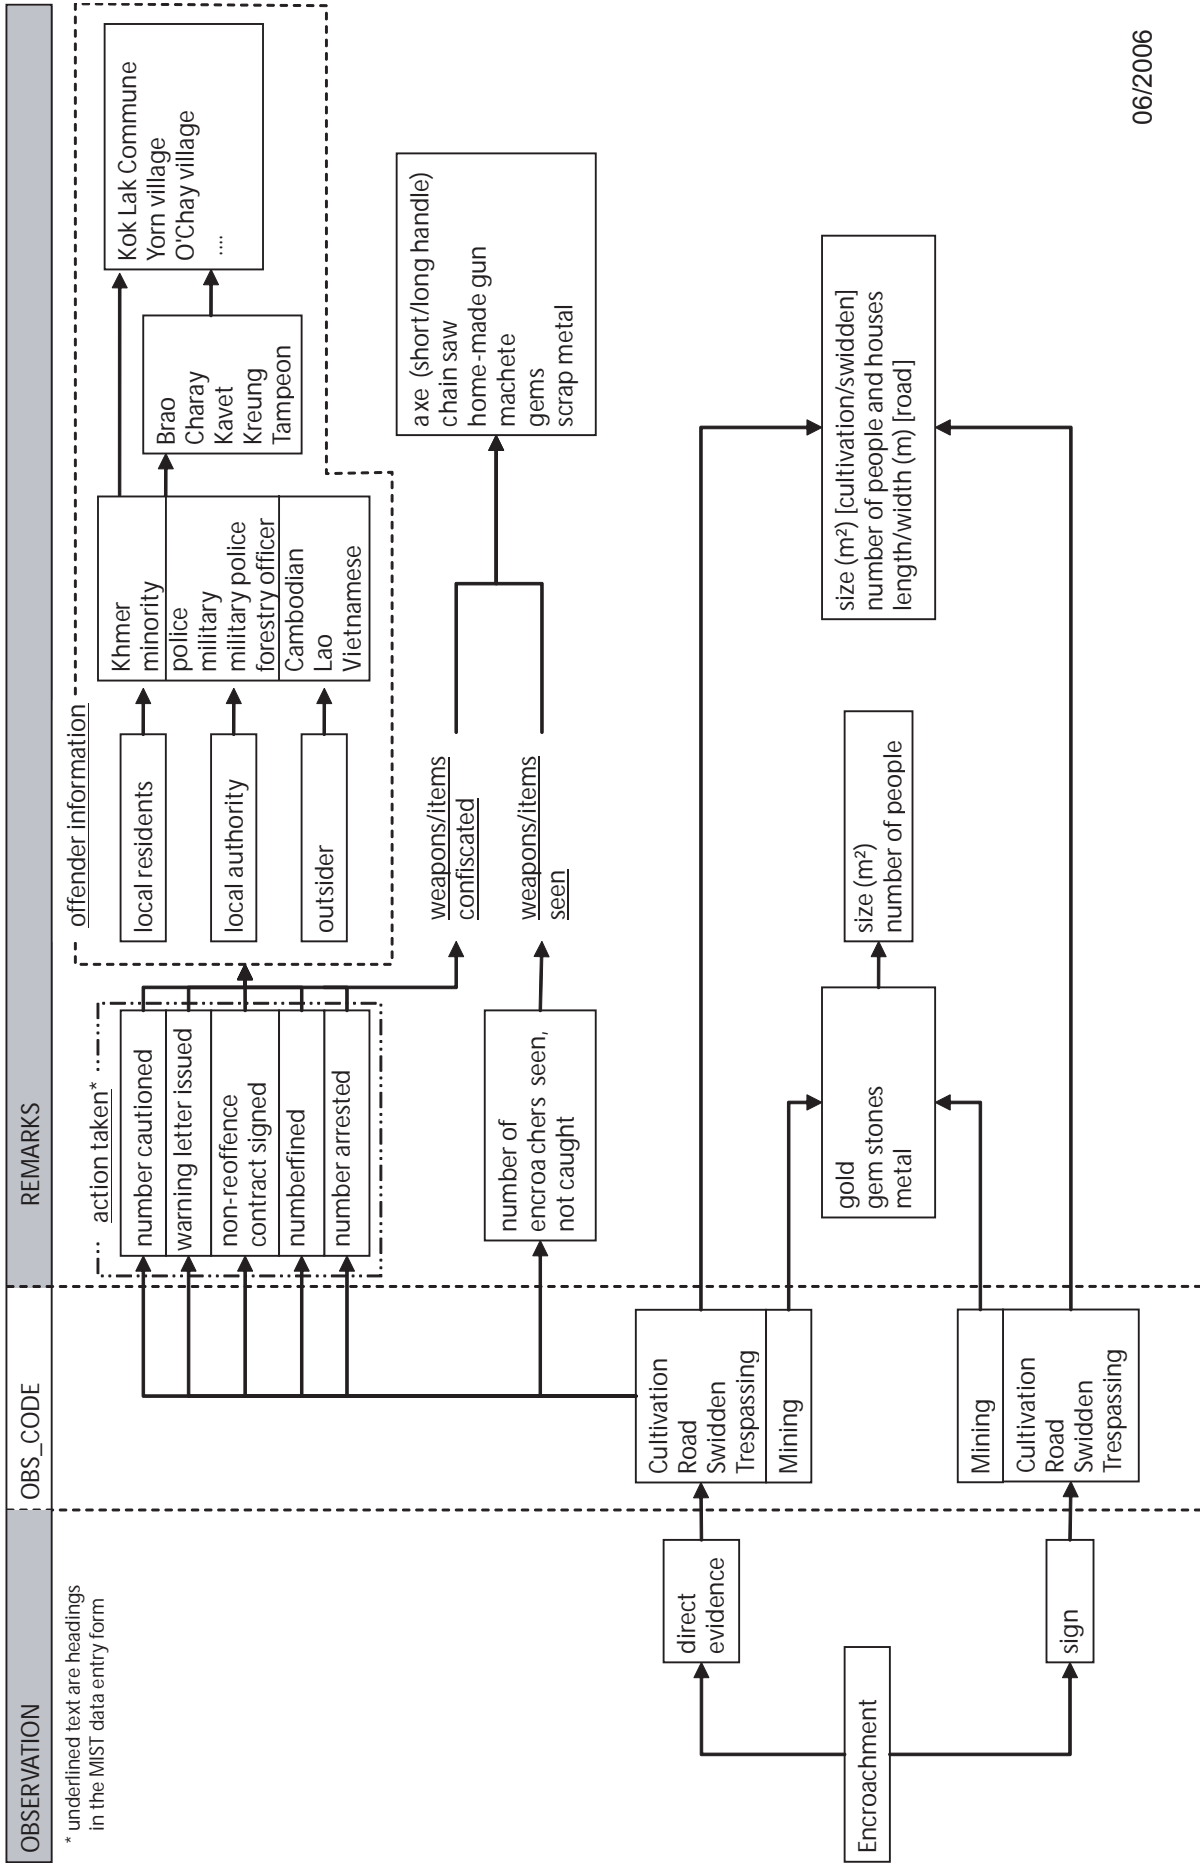 OBSERVATION
OBS_CODE
REMARKS
* underlined text are headings
in the MIST data entry form
Encroachment
direct
evidence
sign
Cultivation
Road
Swidden
Trespassing
Mining
Mining
Cultivation
Road
Swidden
Trespassing
action taken*
number cautioned
warning letter issued
non-reoffence
contract signed
numberfined
number arrested
number of
encroa chers seen,
not caught
offender information
local residents
local authority
outsider
Khmer
minority
police
military
military police
forestry officer
Cambodian
Lao
Vietnamese
Brao
Charay
Kavet
Kreung
Tampeon
Kok Lak Commune
Yorn village
O'Chay village
....
weapons/items
confiscated
weapons/items
seen
axe (short/long handle)
chain saw
home-made gun
machete
gems
scrap metal
gold
gem stones
metal
size (m²)
number of people
size (m²) [cultivation/swidden]
number of people and houses
length/width (m) [road]
06/2006